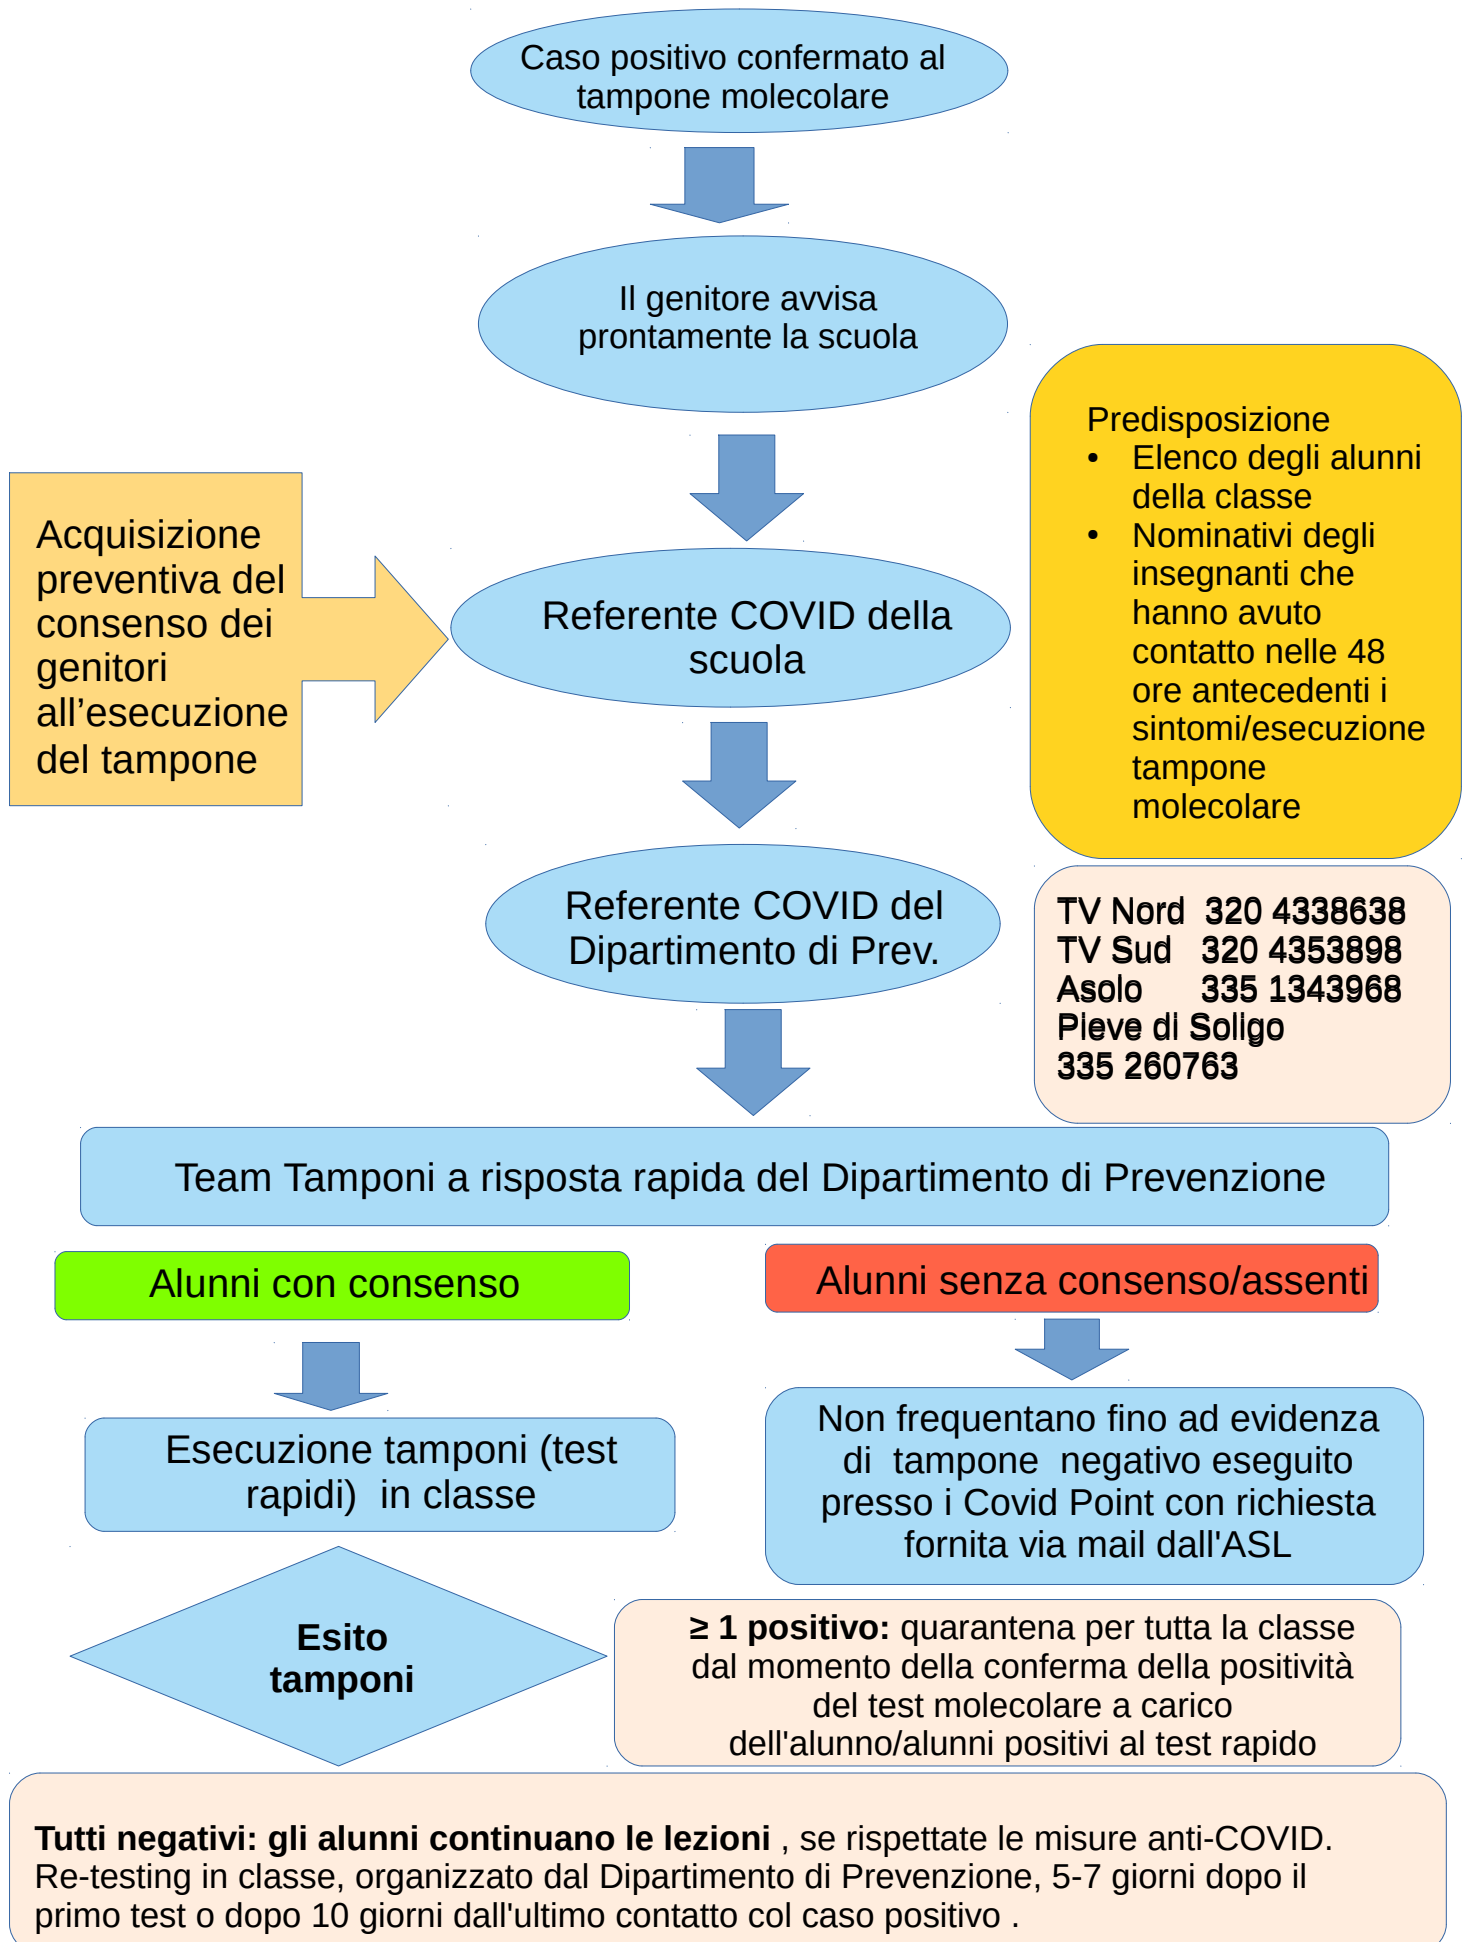 Caso positivo confermato al
tampone molecolare
Il genitore avvisa
prontamente la scuola
Predisposizione
• Elenco degli alunni
della classe
• Nominativi degli
insegnanti che
hanno avuto
contatto nelle 48
ore antecedenti i
sintomi/esecuzione
tampone
molecolare
Acquisizione
preventiva del
consenso dei
genitori
all’esecuzione
del tampone
Referente COVID della
scuola
Referente COVID del
Dipartimento di Prev.
TV Nord 320 4338638
TV Sud 320 4353898
Asolo 335 1343968
Pieve di Soligo
335 260763
Team Tamponi a risposta rapida del Dipartimento di Prevenzione
Alunni con consenso
Alunni senza consenso/assenti
Esecuzione tamponi (test
rapidi) in classe
Non frequentano fino ad evidenza
di tampone negativo eseguito
presso i Covid Point con richiesta
fornita via mail dall'ASL
Esito
tamponi
≥ 1 positivo: quarantena per tutta la classe
dal momento della conferma della positività
del test molecolare a carico
dell'alunno/alunni positivi al test rapido
Tutti negativi: gli alunni continuano le lezioni , se rispettate le misure anti-COVID.
Re-testing in classe, organizzato dal Dipartimento di Prevenzione, 5-7 giorni dopo il
primo test o dopo 10 giorni dall'ultimo contatto col caso positivo .